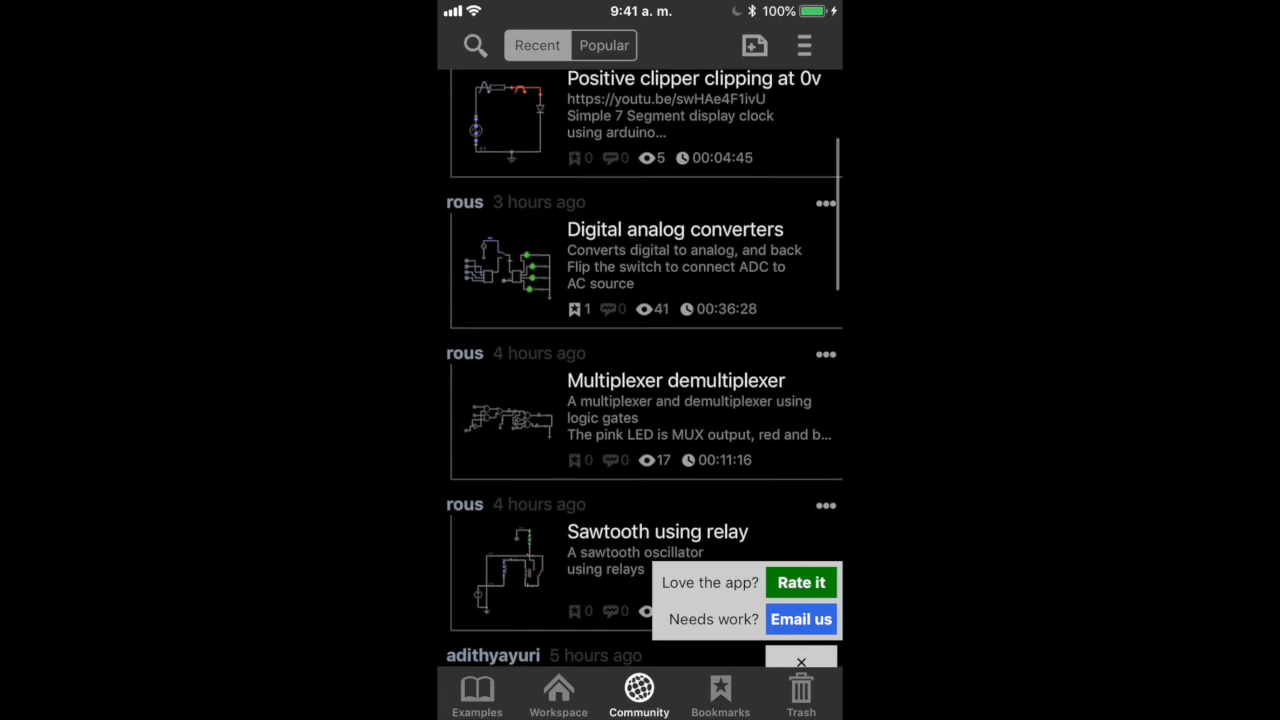 9:41 a. m.
100%
Recent
Popular
Positive clipper clipping at 0v
https://youtu.be/swHAe4F1ivU
Simple 7 Segment display clock
using arduino...
0 0 5 00:04:45
rous 3 hours ago
Digital analog converters
Converts digital to analog, and back
Flip the switch to connect ADC to
AC source
1 0 41 00:36:28
rous 4 hours ago
Multiplexer demultiplexer
A multiplexer and demultiplexer using
logic gates
The pink LED is MUX output, red and b...
0 0 17 00:11:16
rous 4 hours ago
Sawtooth using relay
A sawtooth oscillator
using relays
0 0
Love the app? Rate it
Needs work? Email us
adithyayuri 5 hours ago
Examples
Workspace
Community
Bookmarks
Trash